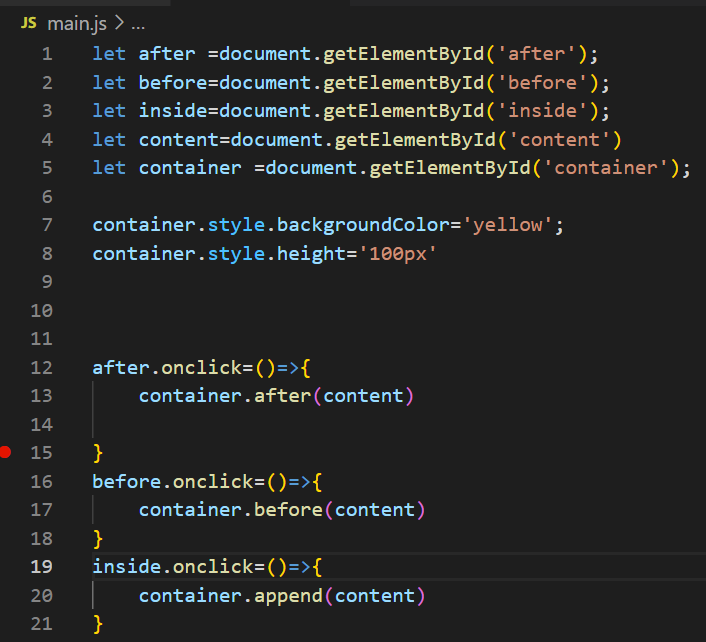 JS main.js > ...
1 let after =document.getElementById('after');
2 let before=document.getElementById('before');
3 let inside=document.getElementById('inside');
4 let content=document.getElementById('content')
5 let container =document.getElementById('container');
6
7 container.style.backgroundColor='yellow';
8 container.style.height='100px'
9
10
11
12 after.onclick=()=>{
13     container.after(content)
14
15 }
16 before.onclick=()=>{
17     container.before(content)
18 }
19 inside.onclick=()=>{
20     container.append(content)
21 }